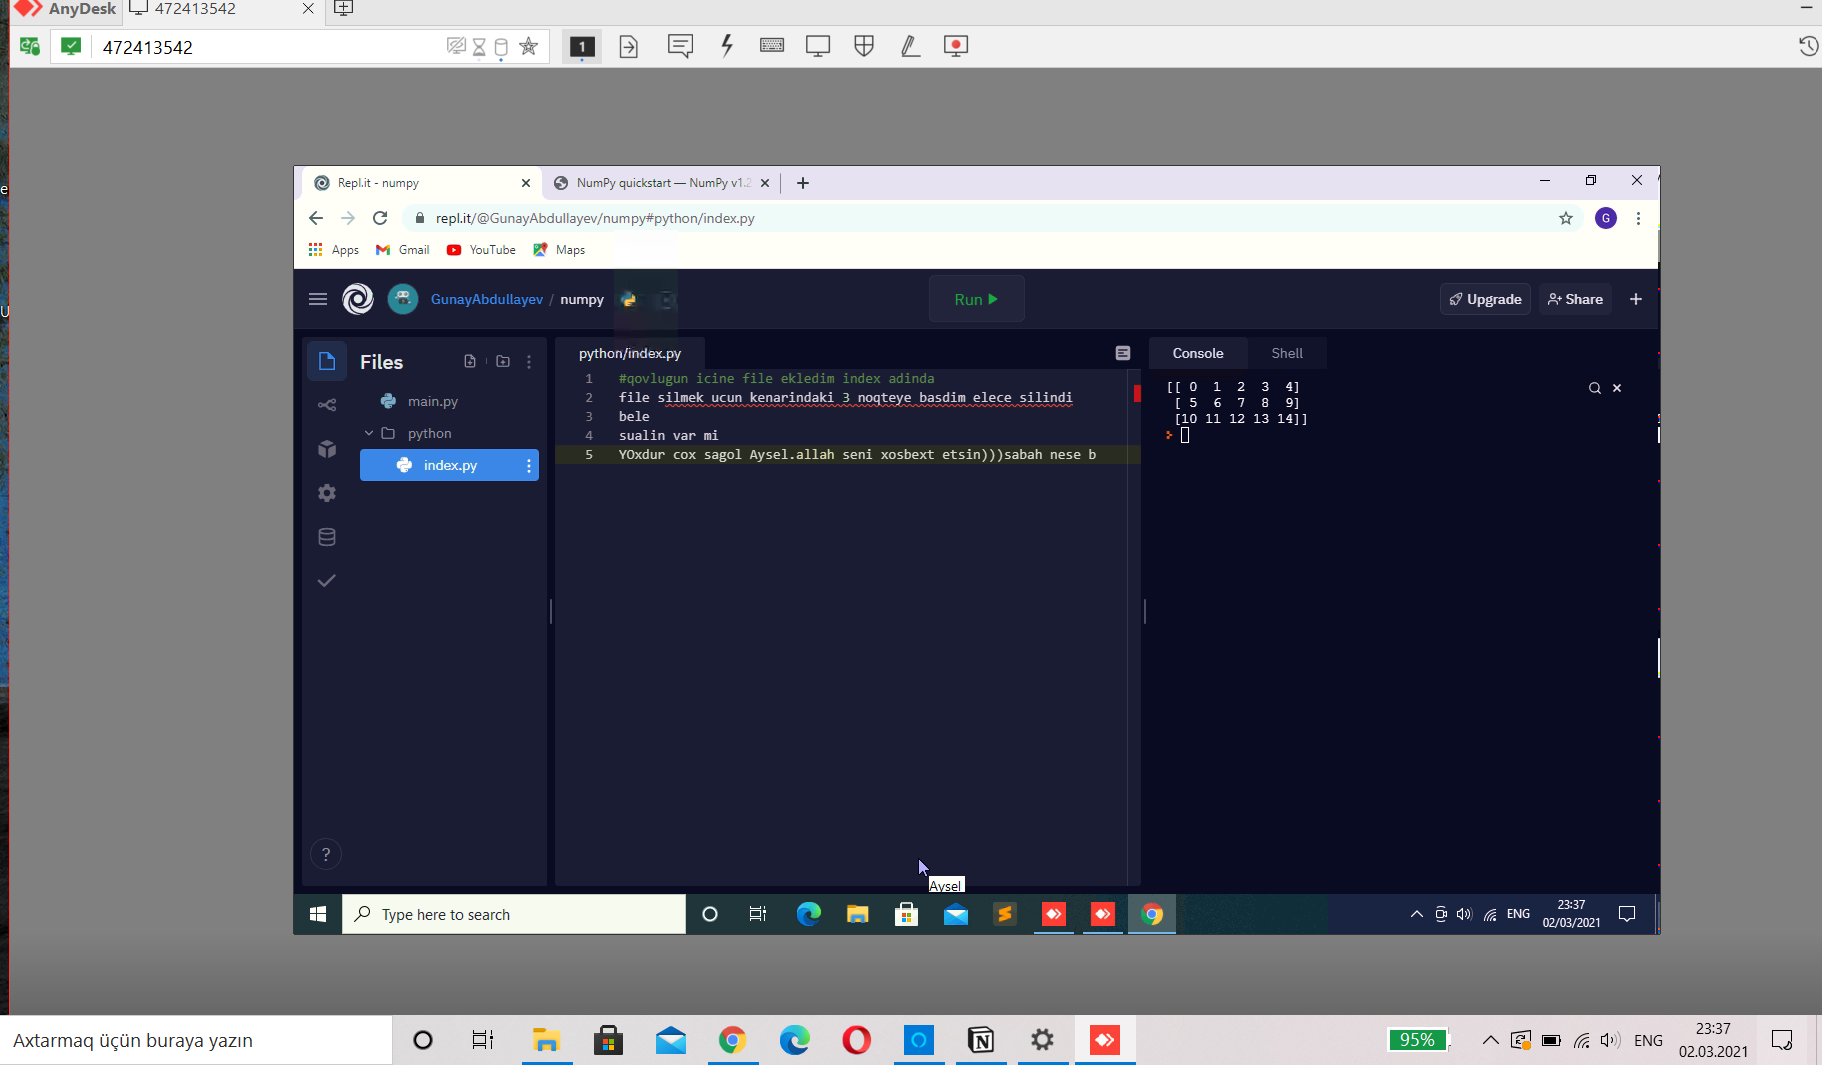 AnyDesk 472413542
472413542
1
Repl.it - numpy NumPy quickstart — NumPy v1.2
repl.it/@GunayAbdullayev/numpy#python/index.py G
Apps Gmail YouTube Maps
GunayAbdullayev / numpy Run Upgrade Share
Files
main.py
python
index.py
?
python/index.py
1 #qovlugun icine file ekledim index adinda
2 file silmek ucun kenarindaki 3 noqteye basdim elece silindi
3 bele
4 sualin var mi
5 YOxdur cox sagol Aysel.allah seni xosbext etsin)))sabah nese b
Console Shell
[[ 0 1 2 3 4]
[ 5 6 7 8 9]
[10 11 12 13 14]]
Aysel
Type here to search ENG 23:37
02/03/2021
Axtarmaq üçün buraya yazın 95% ENG 23:37
02.03.2021
e
U